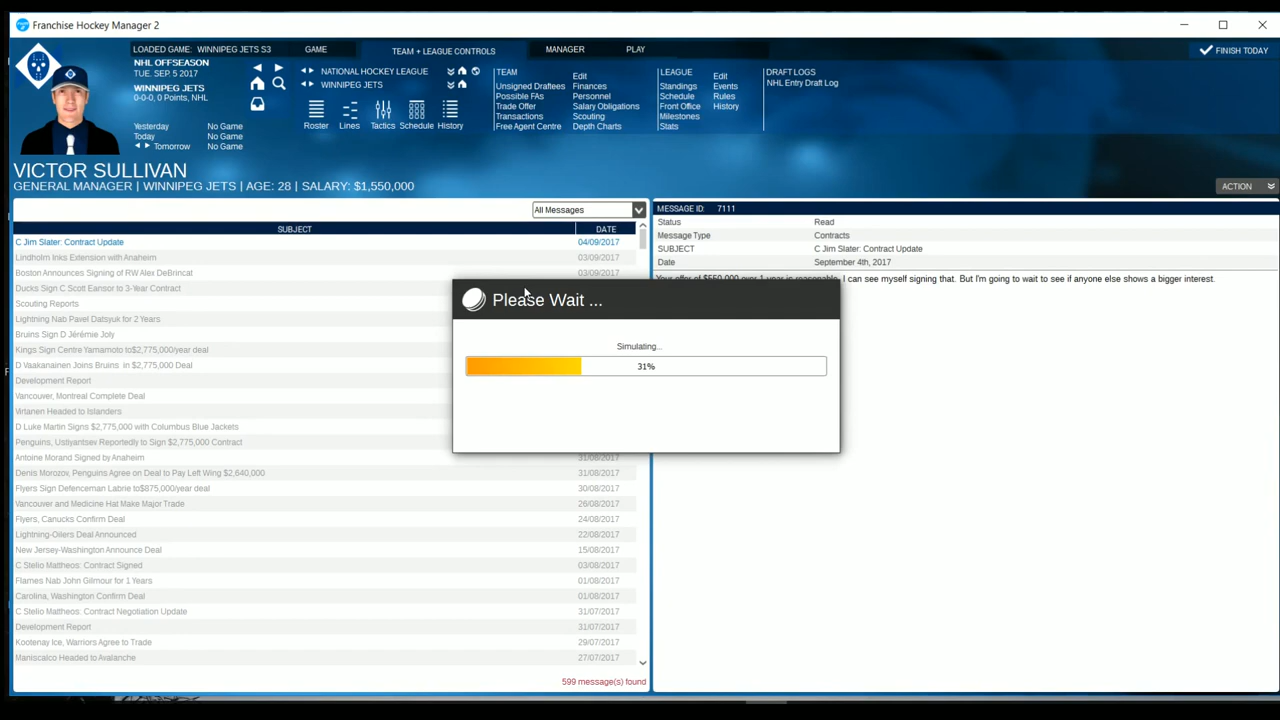 Franchise Hockey Manager 2
LOADED GAME: WINNIPEG JETS S3
GAME
TEAM + LEAGUE CONTROLS
MANAGER
PLAY
FINISH TODAY
NHL OFFSEASON
TUE. SEP. 5 2017
WINNIPEG JETS
0-0-0, 0 Points, NHL
Yesterday No Game
Today No Game
Tomorrow No Game
NATIONAL HOCKEY LEAGUE
WINNIPEG JETS
Roster Lines Tactics Schedule History
TEAM
Unsigned Draftees
Possible FAs
Trade Offer
Transactions
Free Agent Centre
Edit
Finances
Personnel
Salary Obligations
Scouting
Depth Charts
LEAGUE
Standings
Schedule
Front Office
Milestones
Stats
Edit
Events
Rules
History
DRAFT LOGS
NHL Entry Draft Log
VICTOR SULLIVAN
GENERAL MANAGER | WINNIPEG JETS | AGE: 28 | SALARY: $1,550,000
ACTION
All Messages
SUBJECT DATE
C Jim Slater: Contract Update 04/09/2017
Lindholm Inks Extension with Anaheim 03/09/2017
Boston Announces Signing of RW Alex DeBrincat 03/09/2017
Ducks Sign C Scott Eansor to 3-Year Contract
Scouting Reports
Lightning Nab Pavel Datsyuk for 2 Years
Bruins Sign D Jérémie Joly
Kings Sign Centre Yamamoto to$2,775,000/year deal
D Vaakanainen Joins Bruins  in $2,775,000 Deal
Development Report
Vancouver, Montreal Complete Deal
Virtanen Headed to Islanders
D Luke Martin Signs $2,775,000 with Columbus Blue Jackets
Penguins, Ustiyantsev Reportedly to Sign $2,775,000 Contract
Antoine Morand Signed by Anaheim 31/08/2017
Denis Morozov, Penguins Agree on Deal to Pay Left Wing $2,640,000 31/08/2017
Flyers Sign Defenceman Labrie to$875,000/year deal 30/08/2017
Vancouver and Medicine Hat Make Major Trade 26/08/2017
Flyers, Canucks Confirm Deal 24/08/2017
Lightning-Oilers Deal Announced 22/08/2017
New Jersey-Washington Announce Deal 15/08/2017
C Stelio Mattheos: Contract Signed 03/08/2017
Flames Nab John Gilmour for 1 Years 01/08/2017
Carolina, Washington Confirm Deal 01/08/2017
C Stelio Mattheos: Contract Negotiation Update 31/07/2017
Development Report 31/07/2017
Kootenay Ice, Warriors Agree to Trade 29/07/2017
Maniscalco Headed to Avalanche 27/07/2017
599 message(s) found
MESSAGE ID: 7111
Status Read
Message Type Contracts
SUBJECT C Jim Slater: Contract Update
Date September 4th, 2017
Your offer of $550,000 over 1 year is reasonable, I can see myself signing that. But I'm going to wait to see if anyone else shows a bigger interest.
Please Wait ...
Simulating...
31%